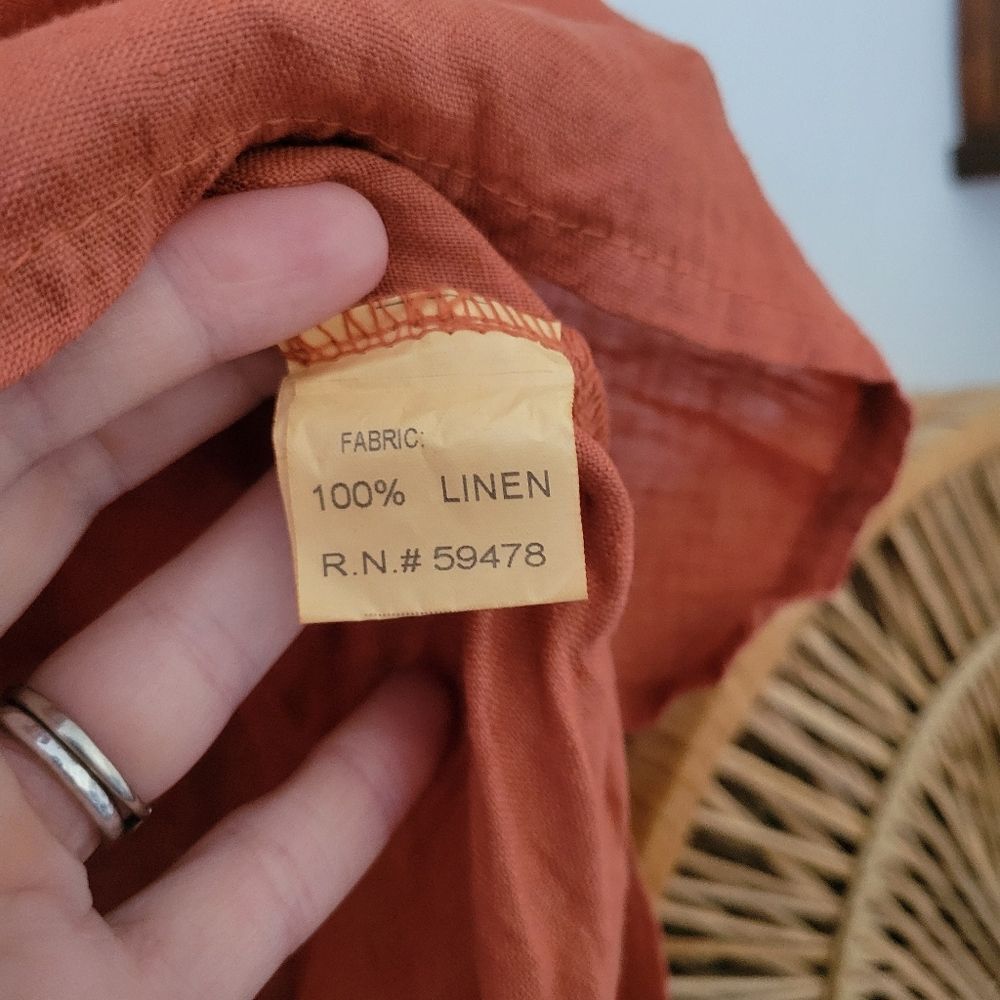 FABRIC:
100% LINEN
R.N.# 59478